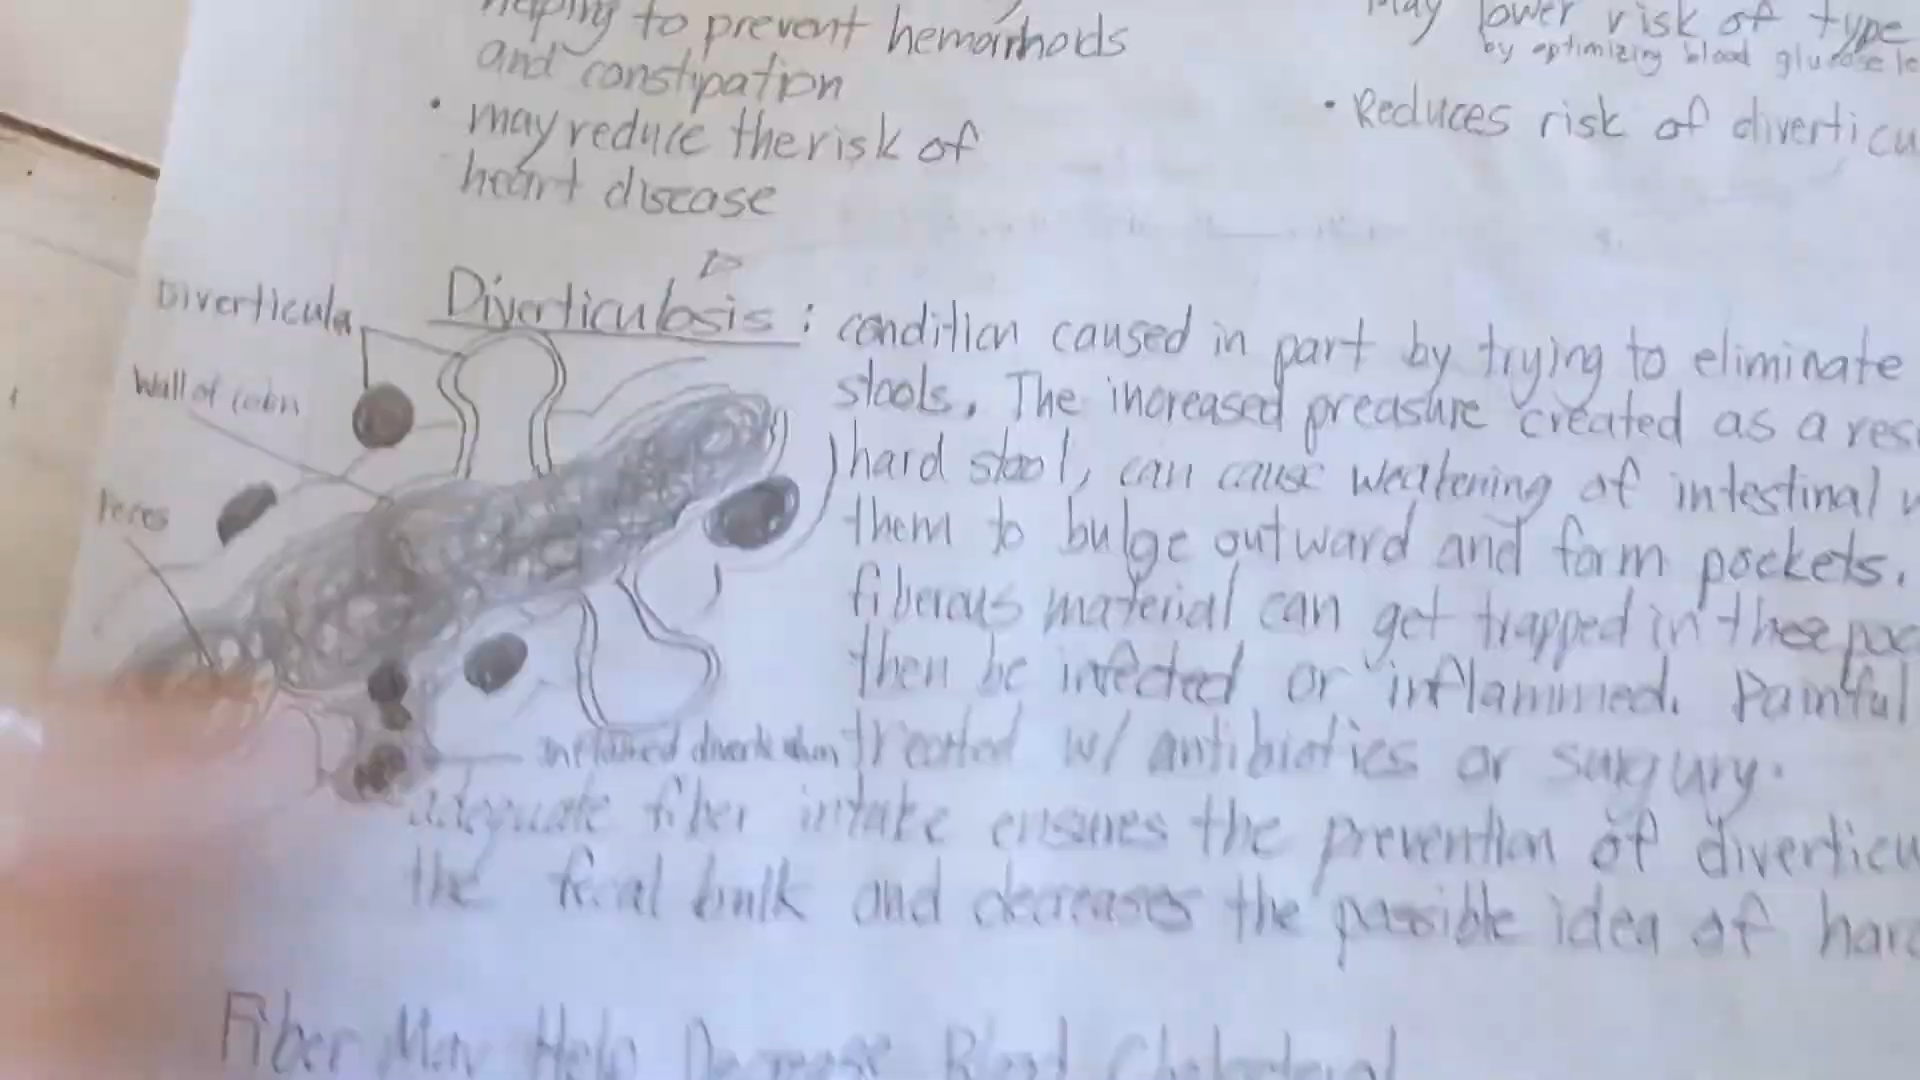 helping to prevent hemorrhoids
and constipation
• may reduce the risk of
heart disease
May lower risk of type
by optimizing blood glucose le
• Reduces risk of diverticu
Diverticula
Wall of colon
Feces
inflamed diverticulum
Diverticulosis : condition caused in part by trying to eliminate
stools. The increased preasure created as a res
hard stool, can cause weakening of intestinal w
them to bulge outward and form pockets.
fiberous material can get trapped in thee poc
then be infected or inflammed. Painful
treated w/ antibiotics or surgury.
adequate fiber intake ensures the prevention of diverticu
the fecal bulk and decreases the possible idea of hard
Fiber May Help Decrease Blood Cholesterol